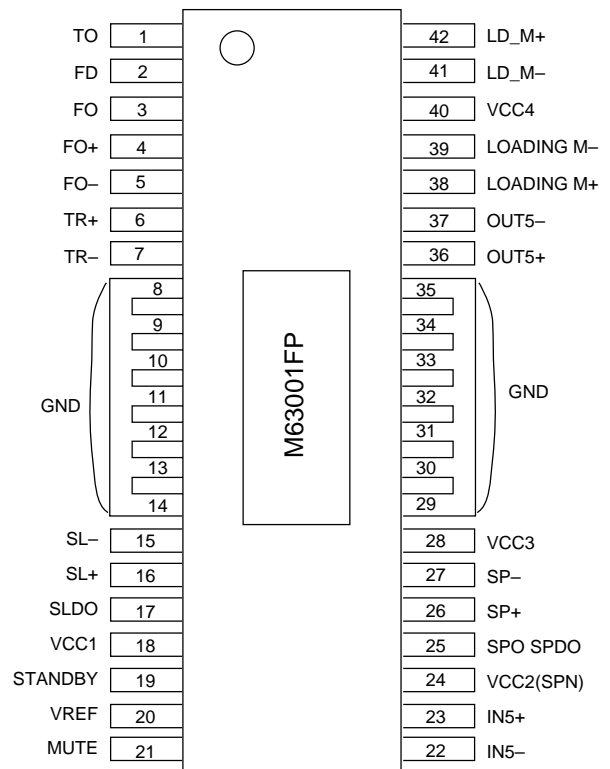 TO 1
FD 2
FO 3
FO+ 4
FO– 5
TR+ 6
TR– 7
8
9
10
GND 11
12
13
14
SL– 15
SL+ 16
SLDO 17
VCC1 18
STANDBY 19
VREF 20
MUTE 21
M63001FP
42 LD_M+
41 LD_M–
40 VCC4
39 LOADING M–
38 LOADING M+
37 OUT5–
36 OUT5+
35
34
33
32 GND
31
30
29
28 VCC3
27 SP–
26 SP+
25 SPO SPDO
24 VCC2(SPN)
23 IN5+
22 IN5–